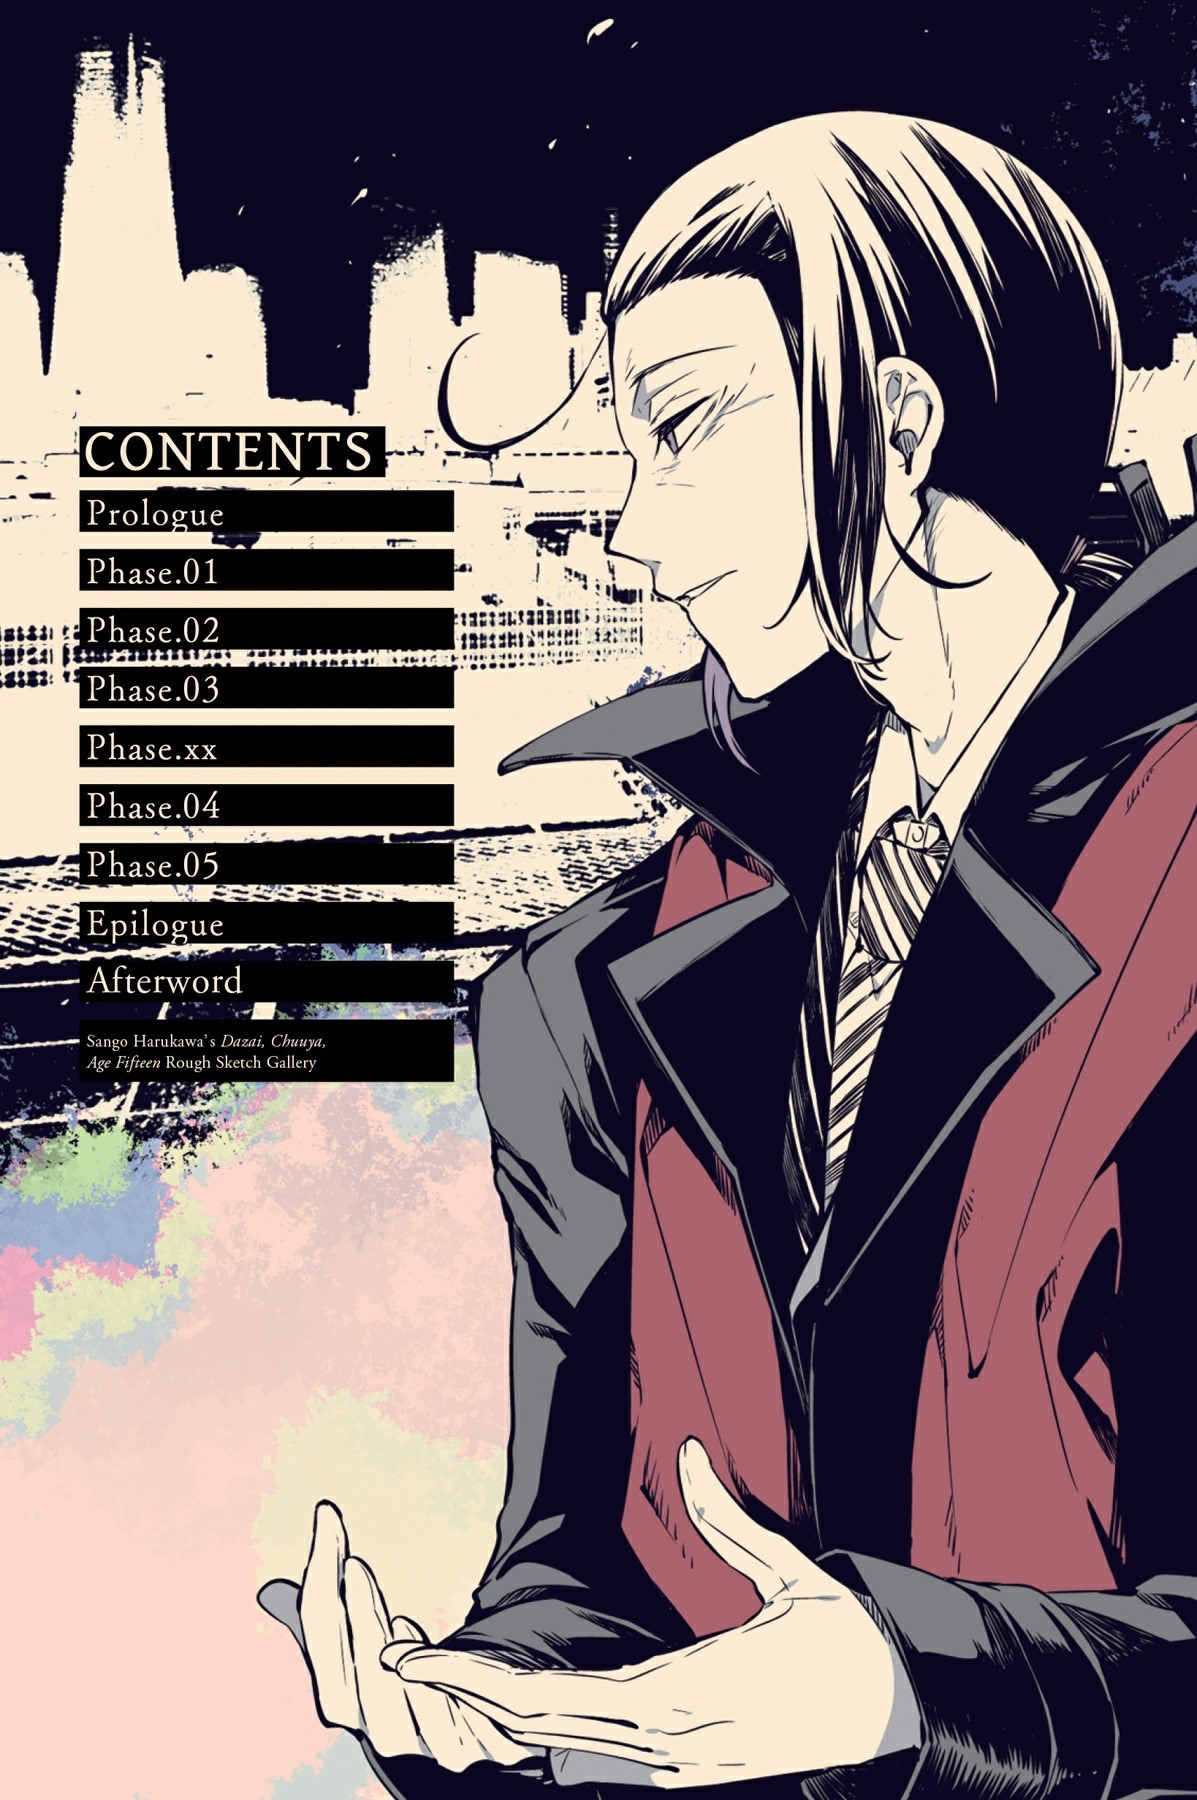 CONTENTS
Prologue
Phase.01
Phase.02
Phase.03
Phase.xx
Phase.04
Phase.05
Epilogue
Afterword
Sango Harukawa's Dazai, Chuuya,
Age Fifteen Rough Sketch Gallery